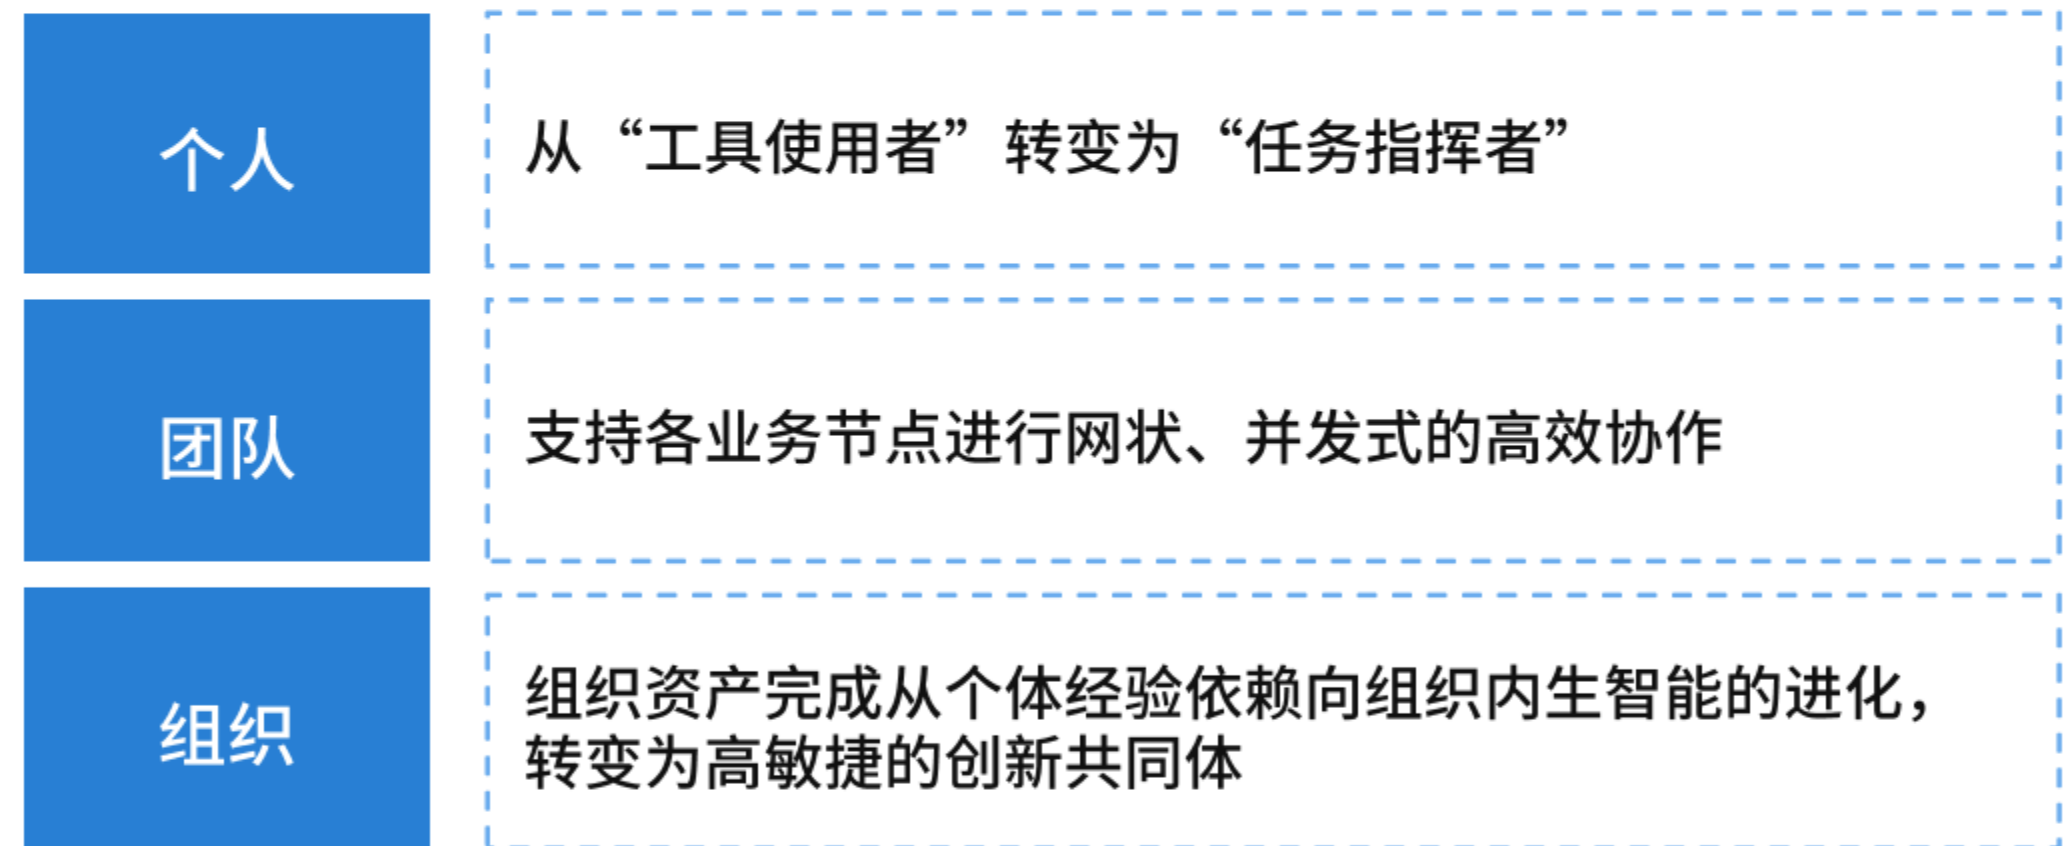 个人
从“工具使用者”转变为“任务指挥者”
团队
支持各业务节点进行网状、并发式的高效协作
组织
组织资产完成从个体经验依赖向组织内生智能的进化，
转变为高敏捷的创新共同体